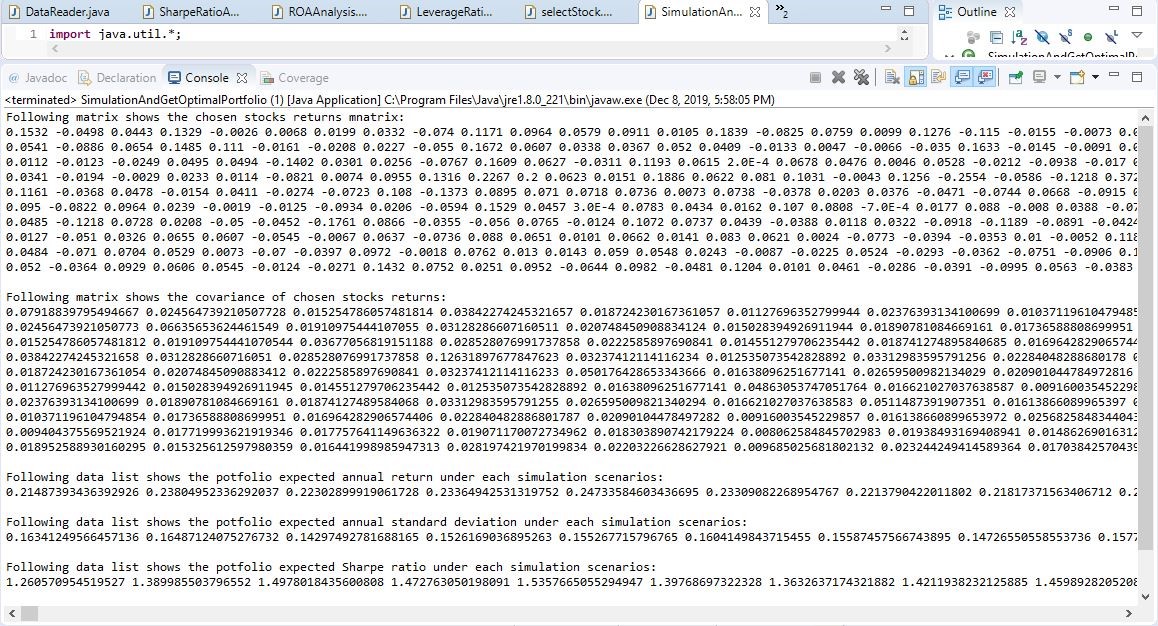 DataReader.java SharpeRatioA... ROAAnalysis.... LeverageRati... selectStock.... SimulationAn... »2 Outline
1 import java.util.*;
SimulationAndGetOptimalP
@ Javadoc Declaration Console Coverage
<terminated> SimulationAndGetOptimalPortfolio (1) [Java Application] C:\Program Files\Java\jre1.8.0_221\bin\javaw.exe (Dec 8, 2019, 5:58:05 PM)
Following matrix shows the chosen stocks returns mnatrix:
0.1532 -0.0498 0.0443 0.1329 -0.0026 0.0068 0.0199 0.0332 -0.074 0.1171 0.0964 0.0579 0.0911 0.0105 0.1839 -0.0825 0.0759 0.0099 0.1276 -0.115 -0.0155 -0.0073
0.0541 -0.0886 0.0654 0.1485 0.111 -0.0161 -0.0208 0.0227 -0.055 0.1672 0.0607 0.0338 0.0367 0.052 0.0409 -0.0133 0.0047 -0.0066 -0.035 0.1633 -0.0145 -0.0091
0.0112 -0.0123 -0.0249 0.0495 0.0494 -0.1402 0.0301 0.0256 -0.0767 0.1609 0.0627 -0.0311 0.1193 0.0615 2.0E-4 0.0678 0.0476 0.0046 0.0528 -0.0212 -0.0938 -0.017
0.0341 -0.0194 -0.0029 0.0233 0.0114 -0.0821 0.0074 0.0955 0.1316 0.2267 0.2 0.0623 0.0151 0.1886 0.0622 0.081 0.1031 -0.0043 0.1256 -0.2554 -0.0586 -0.1218 0.372
0.1161 -0.0368 0.0478 -0.0154 0.0411 -0.0274 -0.0723 0.108 -0.1373 0.0895 0.071 0.0718 0.0736 0.0073 0.0738 -0.0378 0.0203 0.0376 -0.0471 -0.0744 0.0668 -0.0915
0.095 -0.0822 0.0964 0.0239 -0.0019 -0.0125 -0.0934 0.0206 -0.0594 0.1529 0.0457 3.0E-4 0.0783 0.0434 0.0162 0.107 0.0808 -7.0E-4 0.0177 0.088 -0.008 0.0388 -0.07
0.0485 -0.1218 0.0728 0.0208 -0.05 -0.0452 -0.1761 0.0866 -0.0355 -0.056 0.0765 -0.0124 0.1072 0.0737 0.0439 -0.0388 0.0118 0.0322 -0.0918 -0.1189 -0.0891 -0.0424
0.0127 -0.051 0.0326 0.0655 0.0607 -0.0545 -0.0067 0.0637 -0.0736 0.088 0.0651 0.0101 0.0662 0.0141 0.083 0.0621 0.0024 -0.0773 -0.0394 -0.0353 0.01 -0.0052 0.118
0.0484 -0.071 0.0704 0.0529 0.0073 -0.07 -0.0397 0.0972 -0.0018 0.0762 0.013 0.0143 0.059 0.0548 0.0243 -0.0087 -0.0225 0.0524 -0.0293 -0.0362 -0.0751 -0.0906 0.1
0.052 -0.0364 0.0929 0.0606 0.0545 -0.0124 -0.0271 0.1432 0.0752 0.0251 0.0952 -0.0644 0.0982 -0.0481 0.1204 0.0101 0.0461 -0.0286 -0.0391 -0.0995 0.0563 -0.0383
Following matrix shows the covariance of chosen stocks returns:
0.07918839795494667 0.024564739210507728 0.015254786057481814 0.03842274245321657 0.018724230167361057 0.01127696352799944 0.02376393134100699 0.01037119610479485
0.02456473921050773 0.06635653624461549 0.01910975444107055 0.03128286607160511 0.020748450908834124 0.015028394926911944 0.01890781084669161 0.01736588808699951
0.015254786057481812 0.019109754441070544 0.03677056819151188 0.028528076991737858 0.0222585897690841 0.014551279706235442 0.018741274895840685 0.01696428290657440
0.03842274245321658 0.0312828660716051 0.028528076991737858 0.12631897677847623 0.03237412114116234 0.012535073542828892 0.03312983595791256 0.02284048288680178
0.018724230167361054 0.02074845090883412 0.0222585897690841 0.03237412114116233 0.050176428653343666 0.01638096251677141 0.02659500982134029 0.020901044784972816
0.011276963527999442 0.015028394926911945 0.014551279706235442 0.012535073542828892 0.01638096251677141 0.04863053747051764 0.016621027037638587 0.00916003545229​8
0.02376393134100699 0.01890781084669161 0.01874127489584068 0.03312983595791255 0.026595009821340294 0.016621027037638583 0.0511487391907351 0.01613866089965397
0.010371196104794854 0.01736588808699951 0.016964282906574406 0.022840482886801787 0.02090104478497282 0.009160035452298​57 0.016138660899653972 0.0256825848344043
0.009404375569521924 0.017719993621919346 0.017757641149636322 0.019071170072734962 0.018303890742179224 0.00806258484570298​3 0.01938493169408941 0.01486269016312
0.018952588930160295 0.015325612597980359 0.016441998985947313 0.028197421970199194 0.02203226628627921 0.009685025681802132 0.023244249414589364 0.01703842570439
Following data list shows the potfolio expected annual return under each simulation scenarios:
0.21487393436392926 0.23804952336292037 0.22302899919061728 0.23364942531319752 0.24733584603436695 0.23309082268954767 0.2213790422011802 0.21817371563406712
Following data list shows the potfolio expected annual standard deviation under each simulation scenarios:
0.16341249566457136 0.16487124075276732 0.14297492781688165 0.1526169036895263 0.155267715796765 0.1604149843715455 0.15587457566743895 0.14726550558553736 0.1577
Following data list shows the potfolio expected Sharpe ratio under each simulation scenarios:
1.260570954519527 1.389985503796552 1.4978018435600808 1.472763050198091 1.5357665055294947 1.39768697322328 1.3632637174321882 1.4211938232125885 1.4598928205208